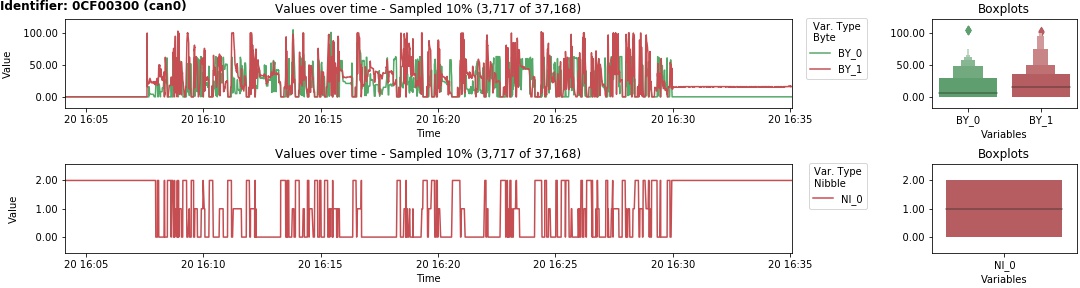 Identifier: 0CF00300 (can0)
Values over time - Sampled 10% (3,717 of 37,168)
Value
100.00
50.00
0.00
20 16:05 20 16:10 20 16:15 20 16:20 20 16:25 20 16:30 20 16:35
Time
Var. Type
Byte
BY_0
BY_1
Boxplots
100.00
50.00
0.00
BY_0 BY_1
Variables
Values over time - Sampled 10% (3,717 of 37,168)
Value
2.00
1.00
0.00
20 16:05 20 16:10 20 16:15 20 16:20 20 16:25 20 16:30 20 16:35
Time
Var. Type
Nibble
NI_0
Boxplots
2.00
1.00
0.00
NI_0
Variables